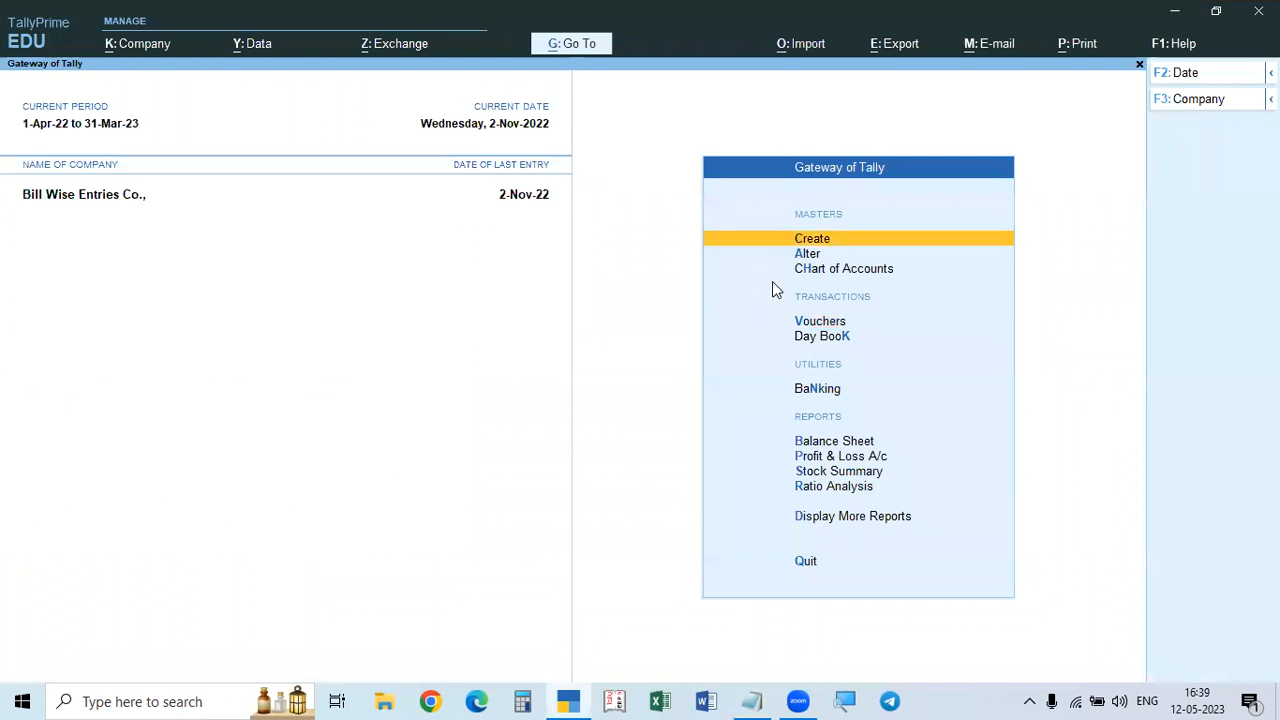 TallyPrime
EDU
MANAGE
K: Company
Y: Data
Z: Exchange
G: Go To
O: Import
E: Export
M: E-mail
P: Print
F1: Help
Gateway of Tally
F2: Date
F3: Company
CURRENT PERIOD
CURRENT DATE
1-Apr-22 to 31-Mar-23
Wednesday, 2-Nov-2022
NAME OF COMPANY
DATE OF LAST ENTRY
Bill Wise Entries Co.,
2-Nov-22
Gateway of Tally
MASTERS
Create
Alter
CHart of Accounts
TRANSACTIONS
Vouchers
Day BooK
UTILITIES
BaNking
REPORTS
Balance Sheet
Profit & Loss A/c
Stock Summary
Ratio Analysis
Display More Reports
Quit
Type here to search
zoom
ENG
16:39
12-05-2023
1